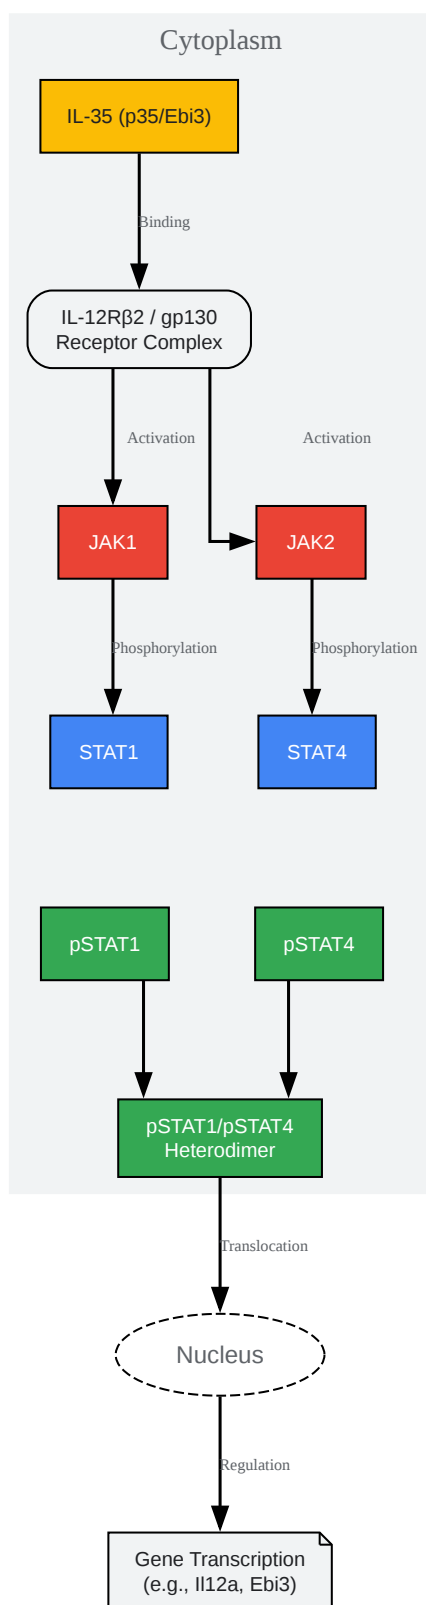 Cytoplasm
IL-35 (p35/Ebi3)
Binding
IL-12Rβ2 / gp130
Receptor Complex
Activation
Activation
JAK1
JAK2
Phosphorylation
Phosphorylation
STAT1
STAT4
pSTAT1
pSTAT4
pSTAT1/pSTAT4
Heterodimer
Translocation
Nucleus
Regulation
Gene Transcription
(e.g., Il12a, Ebi3)